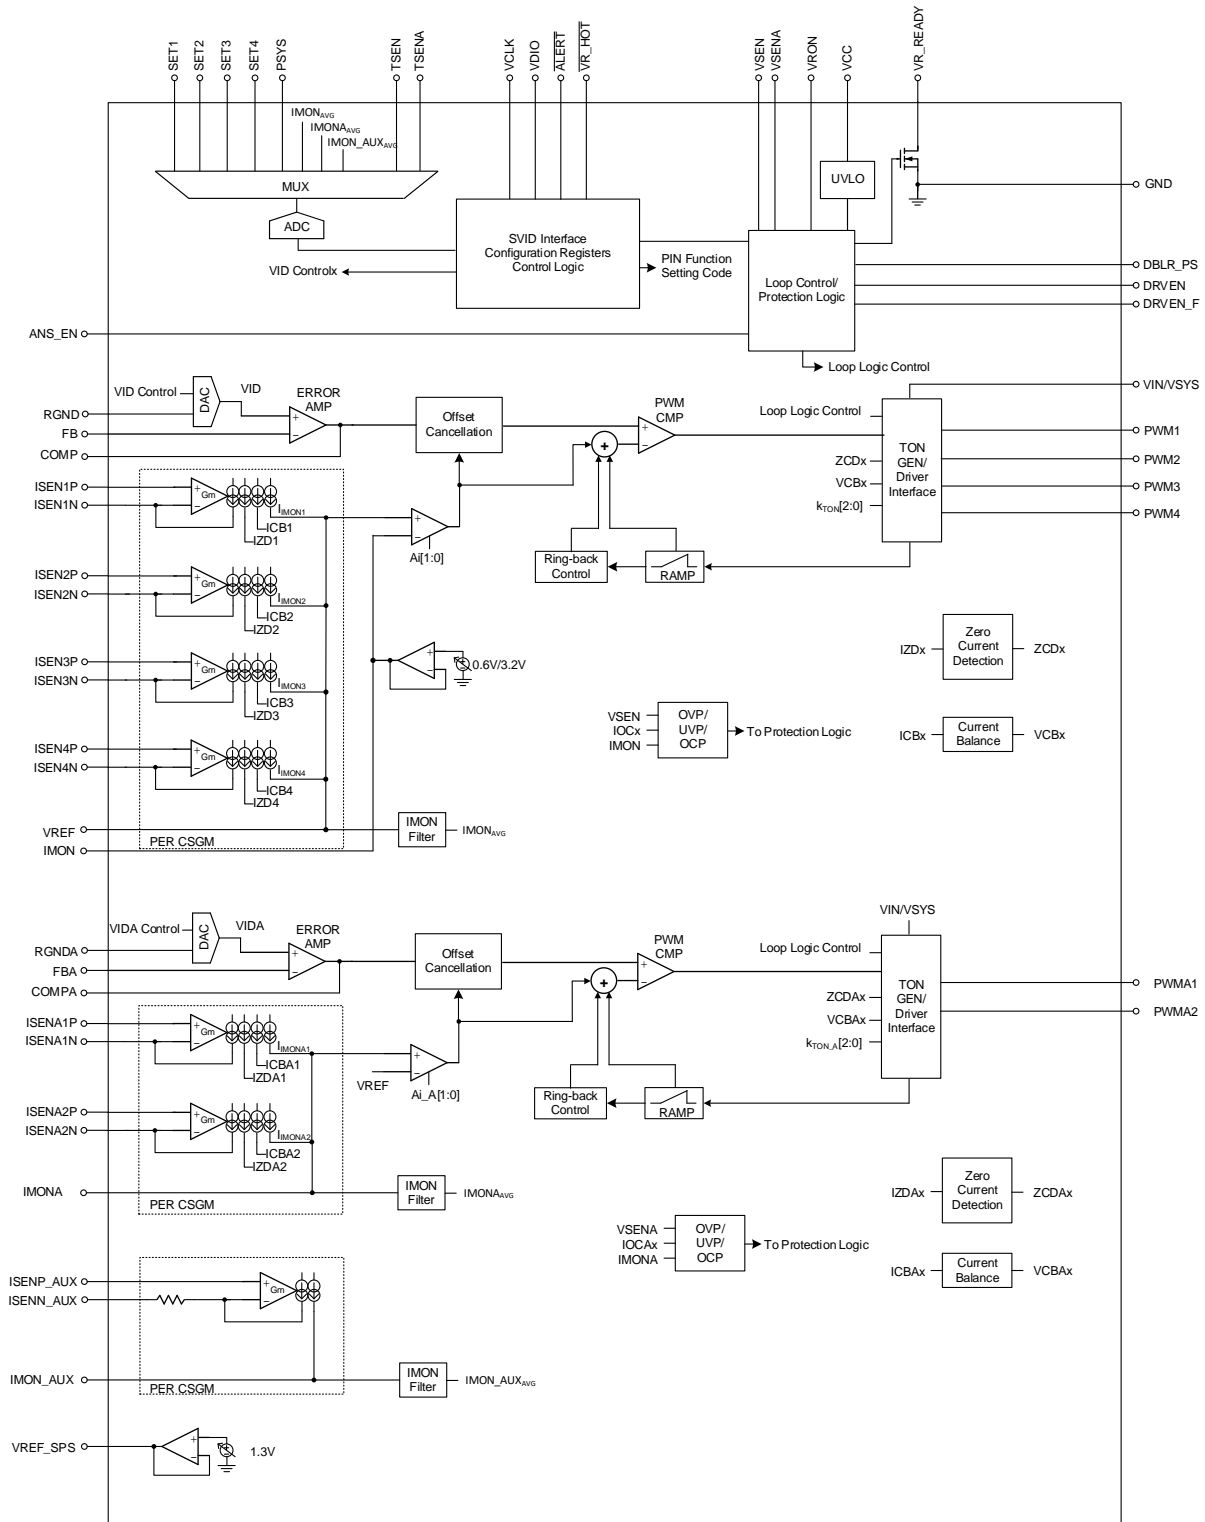 SET1
SET2
SET3
SET4
PSYS
TSEN
TSENA
VCLK
VDIO
ALERT
VR_HOT
VSEN
VSENA
VRON
VCC
VR_READY
IMONAVG
IMONAAVG
IMON_AUXAVG
MUX
ADC
SVID Interface
Configuration Registers
Control Logic
VID Controlx
PIN Function
Setting Code
UVLO
Loop Control/
Protection Logic
Loop Logic Control
GND
DBLR_PS
DRVEN
DRVEN_F
ANS_EN
VID Control
DAC
VID
ERROR
AMP
RGND
FB
COMP
Offset
Cancellation
PWM
CMP
+
Loop Logic Control
ZCDx
VCBx
kTON[2:0]
TON
GEN/
Driver
Interface
VIN/VSYS
PWM1
PWM2
PWM3
PWM4
ISEN1P
ISEN1N
Gm
IIMON1
ICB1
IZD1
Ai[1:0]
Ring-back
Control
RAMP
ISEN2P
ISEN2N
Gm
IIMON2
ICB2
IZD2
ISEN3P
ISEN3N
Gm
IIMON3
ICB3
IZD3
0.6V/3.2V
IZDx
Zero
Current
Detection
ZCDx
ISEN4P
ISEN4N
Gm
IIMON4
ICB4
IZD4
VSEN
IOCx
IMON
OVP/
UVP/
OCP
To Protection Logic
ICBx
Current
Balance
VCBx
VREF
IMON
PER CSGM
IMON
Filter
IMONAVG
VIDA Control
DAC
VIDA
ERROR
AMP
RGNDA
FBA
COMPA
Offset
Cancellation
PWM
CMP
+
VIN/VSYS
Loop Logic Control
ZCDAx
VCBAx
kTON_A[2:0]
TON
GEN/
Driver
Interface
PWMA1
PWMA2
ISENA1P
ISENA1N
Gm
IIMONA1
ICBA1
IZDA1
VREF
Ai_A[1:0]
Ring-back
Control
RAMP
ISENA2P
ISENA2N
Gm
IIMONA2
ICBA2
IZDA2
IMONA
PER CSGM
IMON
Filter
IMONAAVG
IZDAx
Zero
Current
Detection
ZCDAx
VSENA
IOCAx
IMONA
OVP/
UVP/
OCP
To Protection Logic
ICBAx
Current
Balance
VCBAx
ISENP_AUX
ISENN_AUX
Gm
IMON_AUX
PER CSGM
IMON
Filter
IMON_AUXAVG
VREF_SPS
1.3V